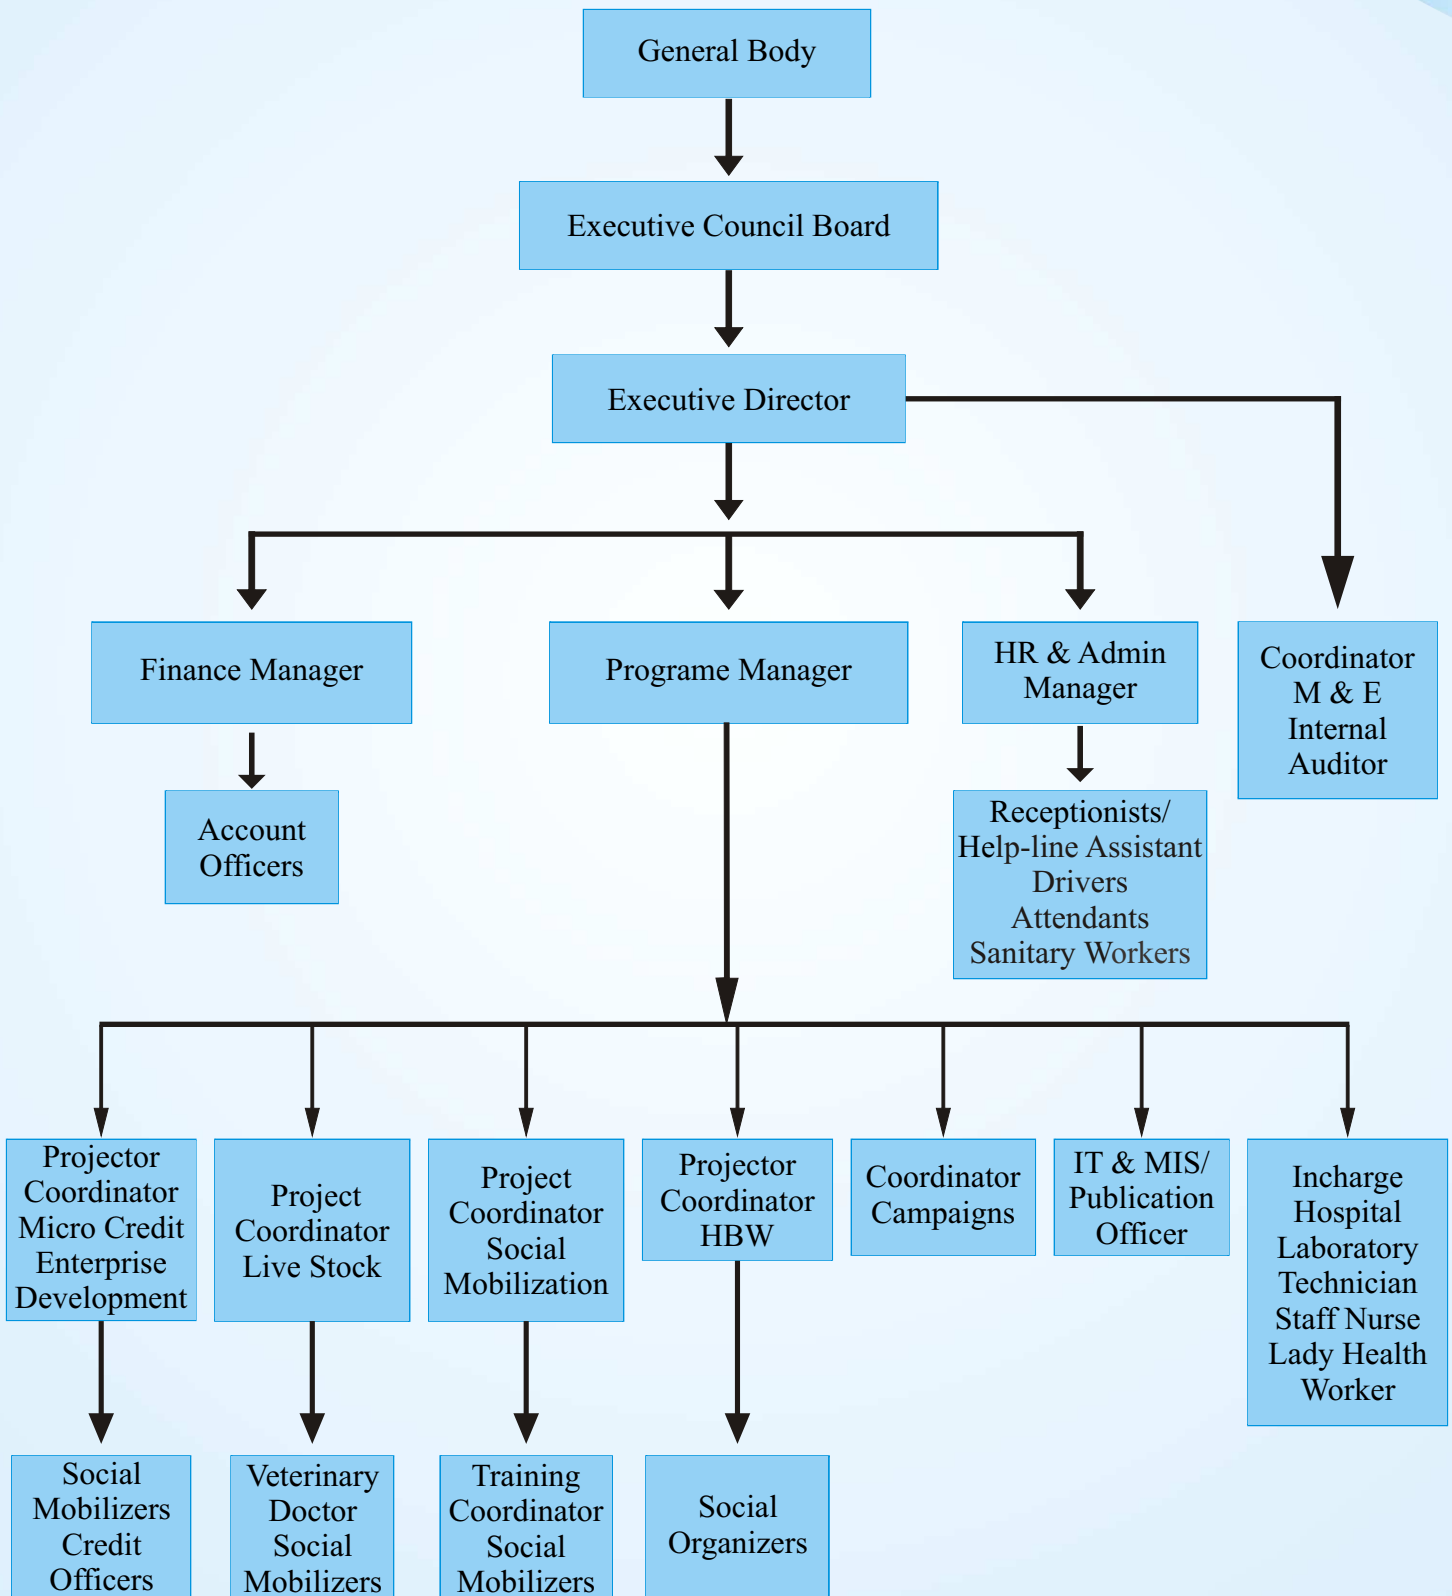 General Body
Executive Council Board
Executive Director
Finance Manager
Programe Manager
HR & Admin
Manager
Coordinator
M & E
Internal
Auditor
Account
Officers
Receptionists/
Help-line Assistant
Drivers
Attendants
Sanitary Workers
Projector
Coordinator
Micro Credit
Enterprise
Development
Project
Coordinator
Live Stock
Project
Coordinator
Social
Mobilization
Projector
Coordinator
HBW
Coordinator
Campaigns
IT & MIS/
Publication
Officer
Incharge
Hospital
Laboratory
Technician
Staff Nurse
Lady Health
Worker
Social
Mobilizers
Credit
Officers
Veterinary
Doctor
Social
Mobilizers
Training
Coordinator
Social
Mobilizers
Social
Organizers